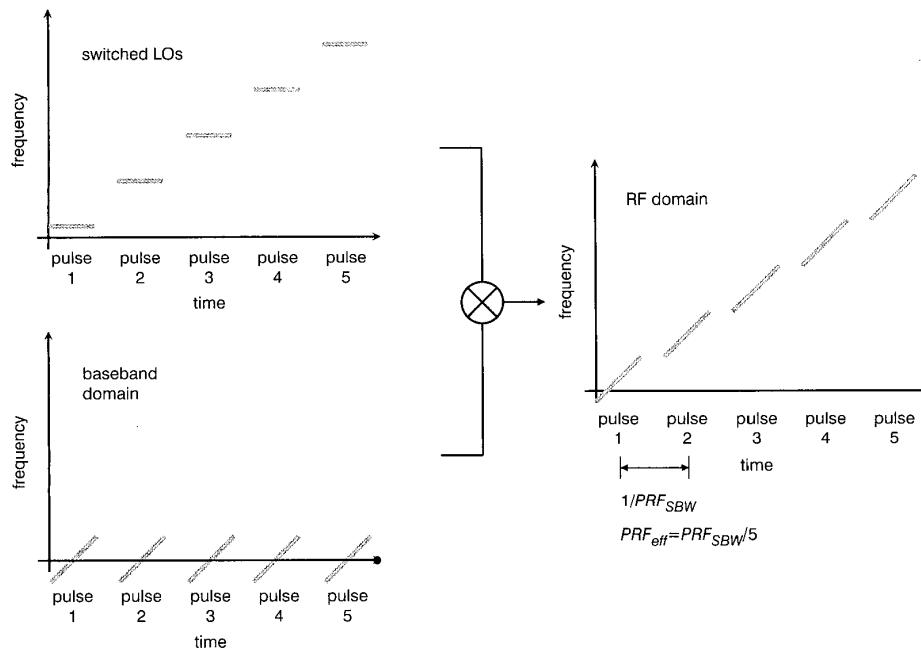 switched LOs
frequency
pulse pulse pulse pulse pulse
1 2 3 4 5
time
baseband
domain
frequency
pulse pulse pulse pulse pulse
1 2 3 4 5
time
RF domain
frequency
pulse pulse pulse pulse pulse
1 2 3 4 5
time
1/PRF_SBW
PRF_eff=PRF_SBW/5